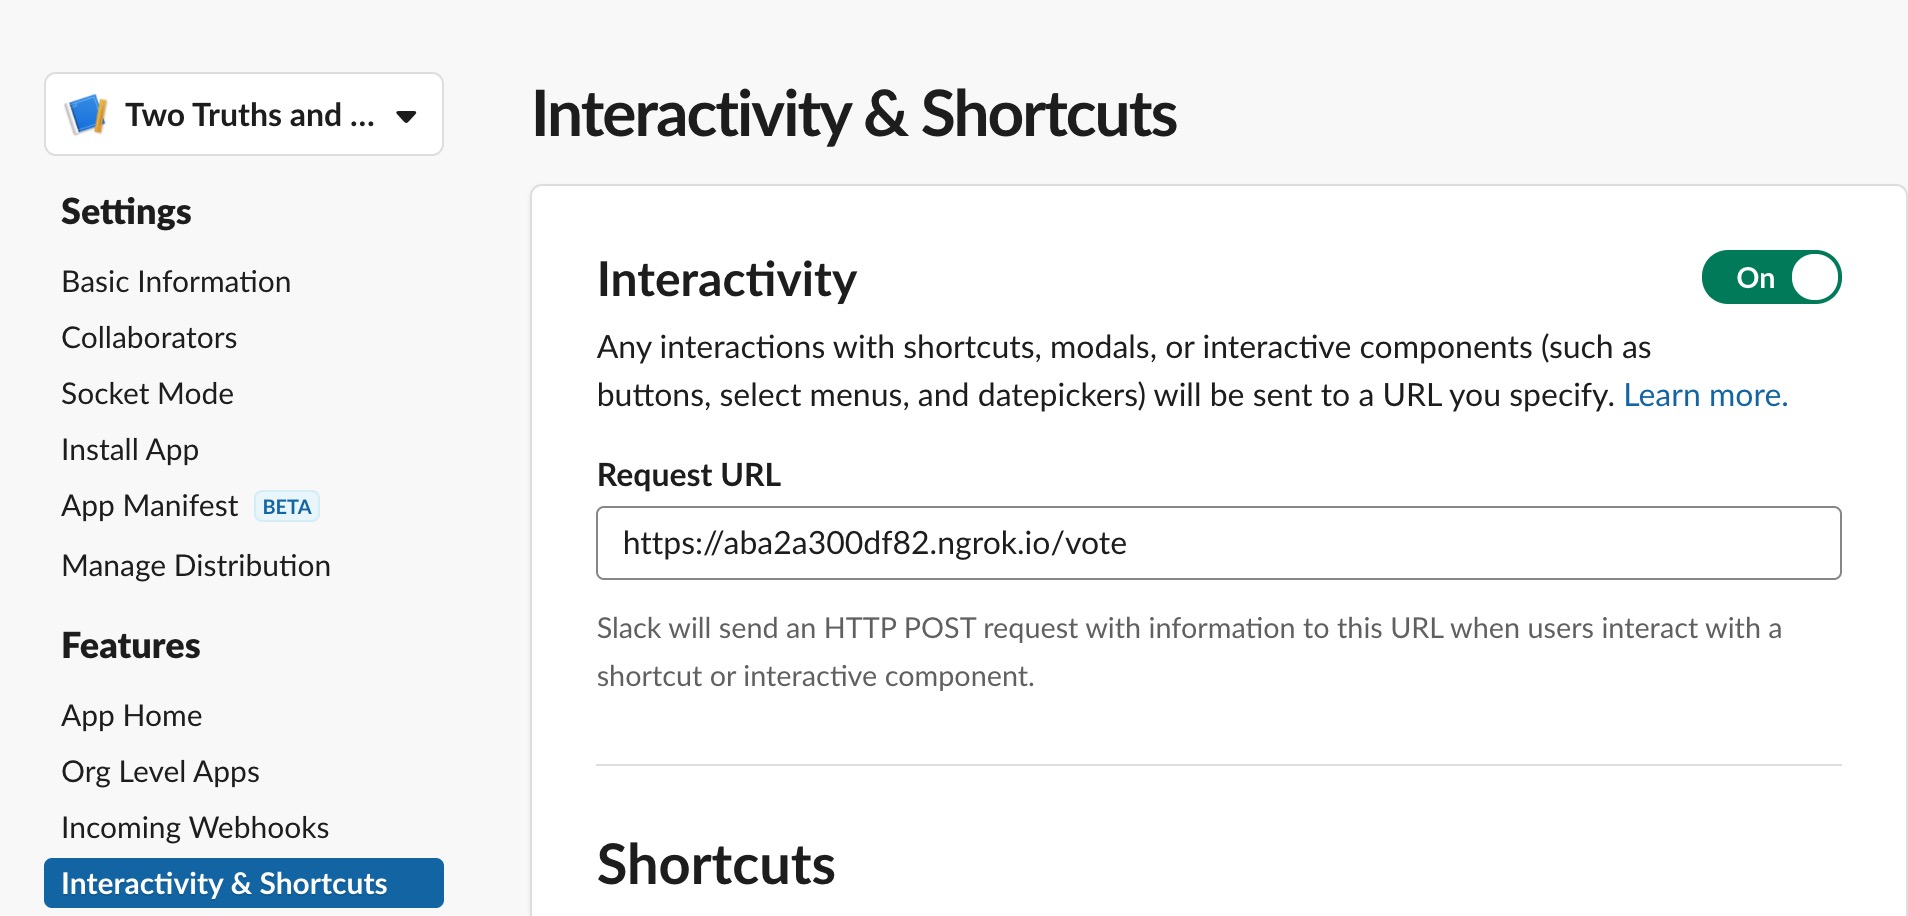 Two Truths and ...
Settings
Basic Information
Collaborators
Socket Mode
Install App
App Manifest BETA
Manage Distribution
Features
App Home
Org Level Apps
Incoming Webhooks
Interactivity & Shortcuts
Interactivity & Shortcuts
Interactivity
On
Any interactions with shortcuts, modals, or interactive components (such as
buttons, select menus, and datepickers) will be sent to a URL you specify. Learn more.
Request URL
https://aba2a300df82.ngrok.io/vote
Slack will send an HTTP POST request with information to this URL when users interact with a
shortcut or interactive component.
Shortcuts